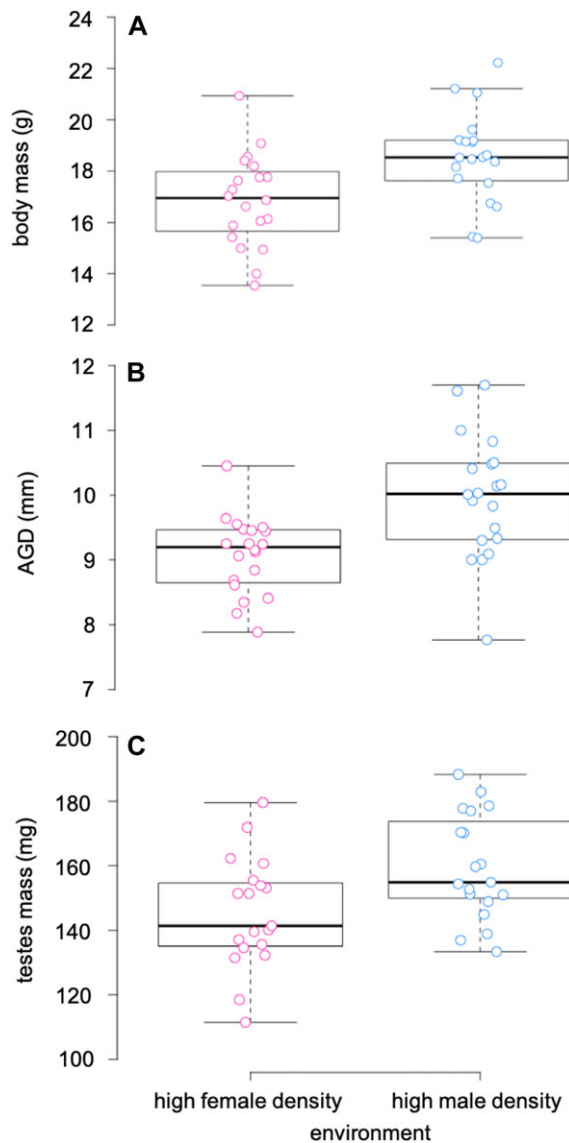 A
24
22
20
18
16
14
12
body mass (g)
B
12
11
10
9
8
7
AGD (mm)
C
200
180
160
140
120
100
testes mass (mg)
high female density high male density
environment